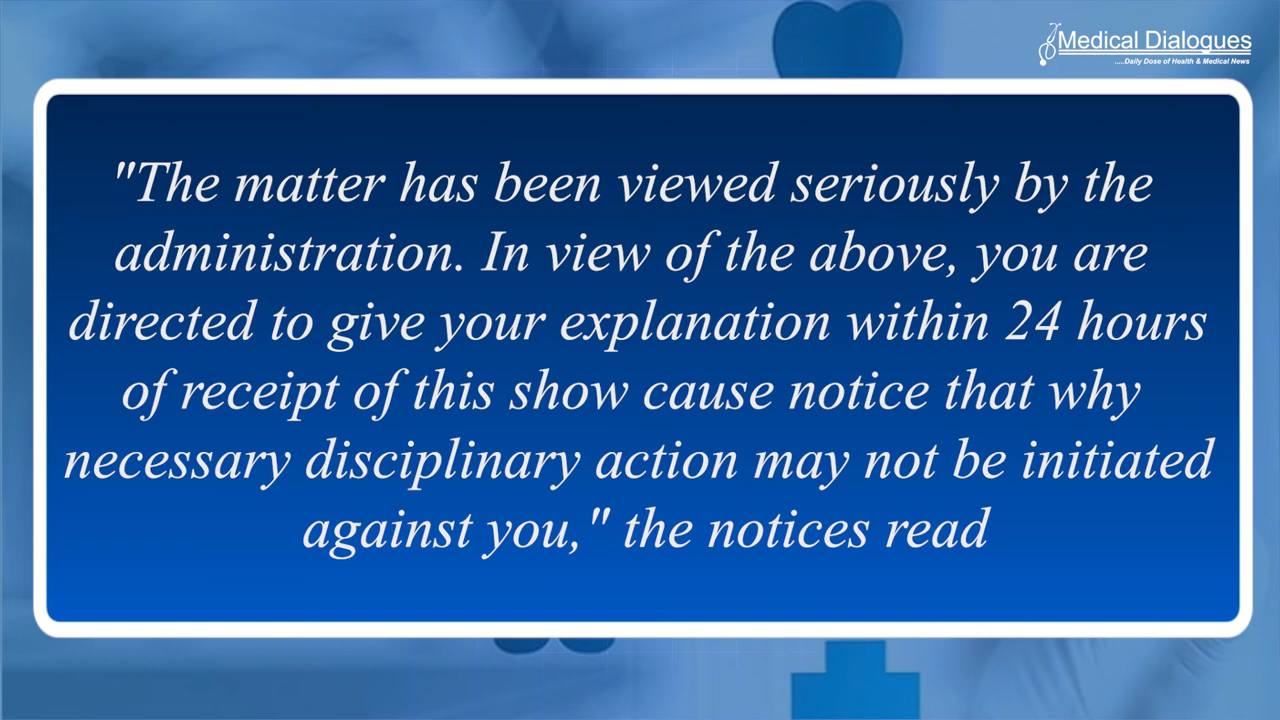 Medical Dialogues
.....Daily Dose of Health & Medical News
"The matter has been viewed seriously by the
administration. In view of the above, you are
directed to give your explanation within 24 hours
of receipt of this show cause notice that why
necessary disciplinary action may not be initiated
against you," the notices read